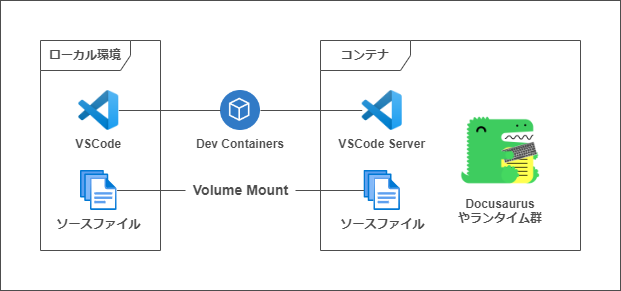 ローカル環境
コンテナ
VSCode
Dev Containers
VSCode Server
ソースファイル
Volume Mount
ソースファイル
Docusaurus
やランタイム群